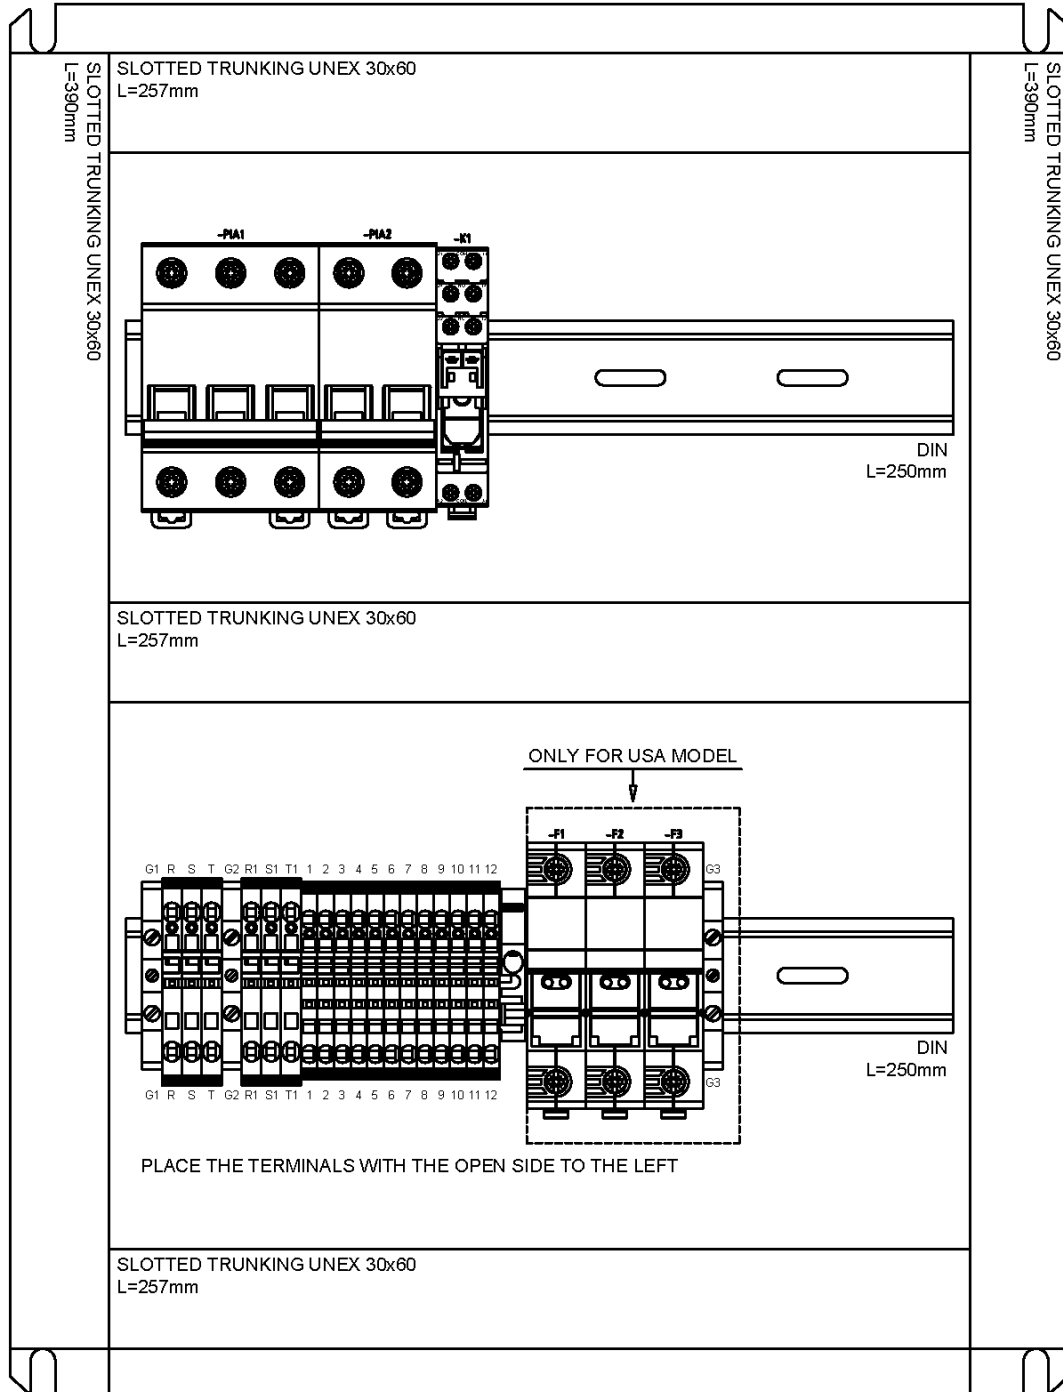 SLOTTED TRUNKING UNEX 30x60
L=390mm
SLOTTED TRUNKING UNEX 30x60
L=257mm
SLOTTED TRUNKING UNEX 30x60
L=390mm
-PIA1 -PIA2 -K1
DIN
L=250mm
SLOTTED TRUNKING UNEX 30x60
L=257mm
ONLY FOR USA MODEL
-F1 -F2 -F3
G1 R S T G2 R1 S1 T1 1 2 3 4 5 6 7 8 9 10 11 12 G3
DIN
L=250mm
G1 R S T G2 R1 S1 T1 1 2 3 4 5 6 7 8 9 10 11 12 G3
PLACE THE TERMINALS WITH THE OPEN SIDE TO THE LEFT
SLOTTED TRUNKING UNEX 30x60
L=257mm